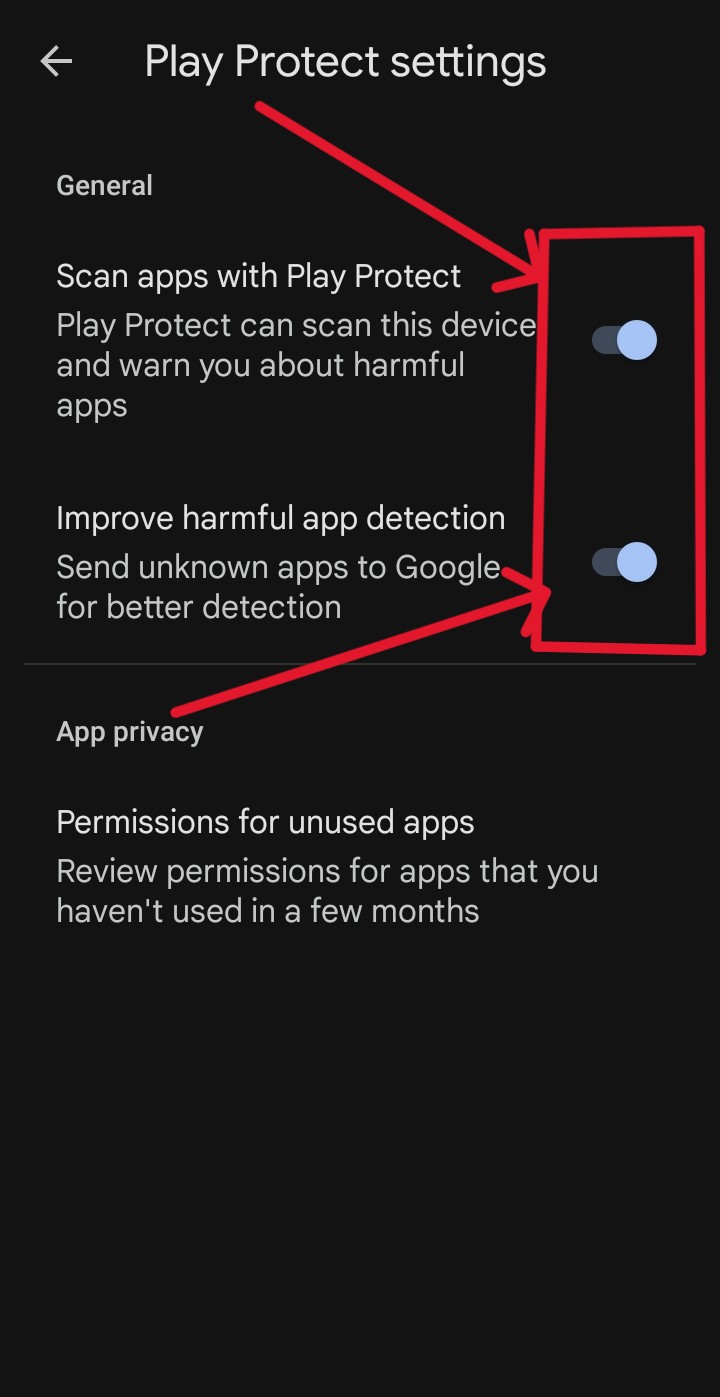 Play Protect settings
General
Scan apps with Play Protect
Play Protect can scan this device
and warn you about harmful
apps
Improve harmful app detection
Send unknown apps to Google
for better detection
App privacy
Permissions for unused apps
Review permissions for apps that you
haven't used in a few months